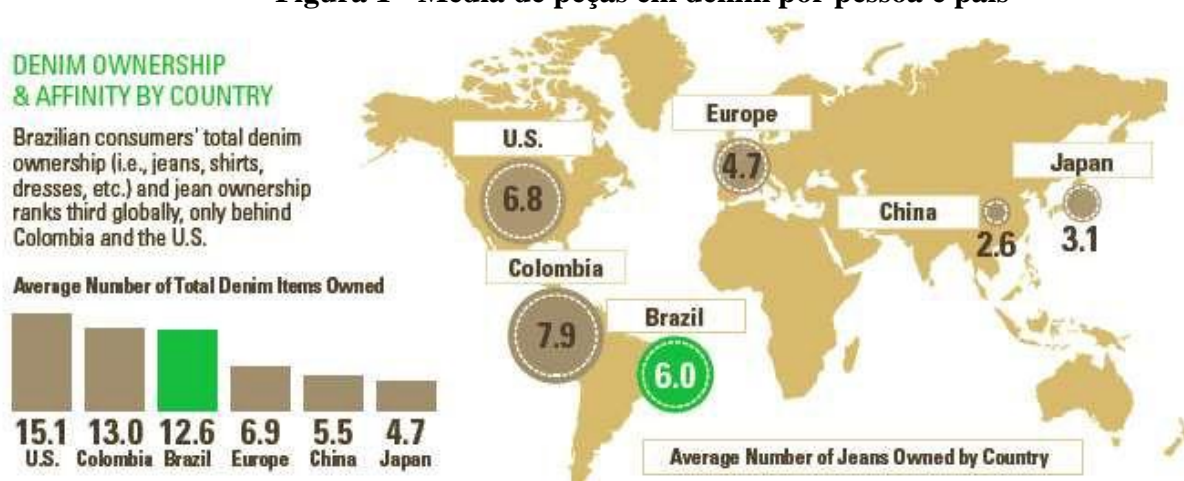 Figura 1 - Média de peças em denim por pessoa e país
DENIM OWNERSHIP
& AFFINITY BY COUNTRY
Brazilian consumers' total denim
ownership (i.e., jeans, shirts,
dresses, etc.) and jean ownership
ranks third globally, only behind
Colombia and the U.S.
Average Number of Total Denim Items Owned
15.1 13.0 12.6 6.9 5.5 4.7
U.S. Colombia Brazil Europe China Japan
U.S.
6.8
Colombia
7.9
Brazil
6.0
Europe
4.7
China
2.6
Japan
3.1
Average Number of Jeans Owned by Country